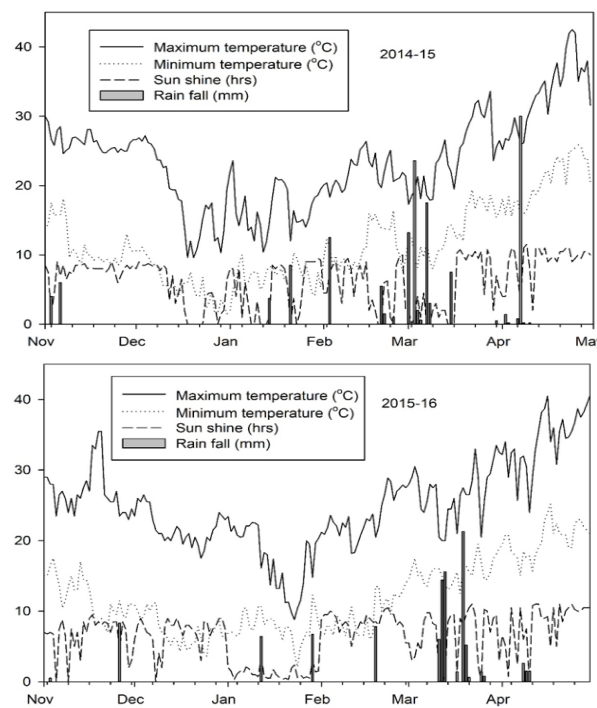 40
30
20
10
0
Maximum temperature (°C)
Minimum temperature (°C)
Sun shine (hrs)
Rain fall (mm)
2014-15
Nov Dec Jan Feb Mar Apr Ma
40
30
20
10
0
Maximum temperature (°C)
Minimum temperature (°C)
Sun shine (hrs)
Rain fall (mm)
2015-16
Nov Dec Jan Feb Mar Apr